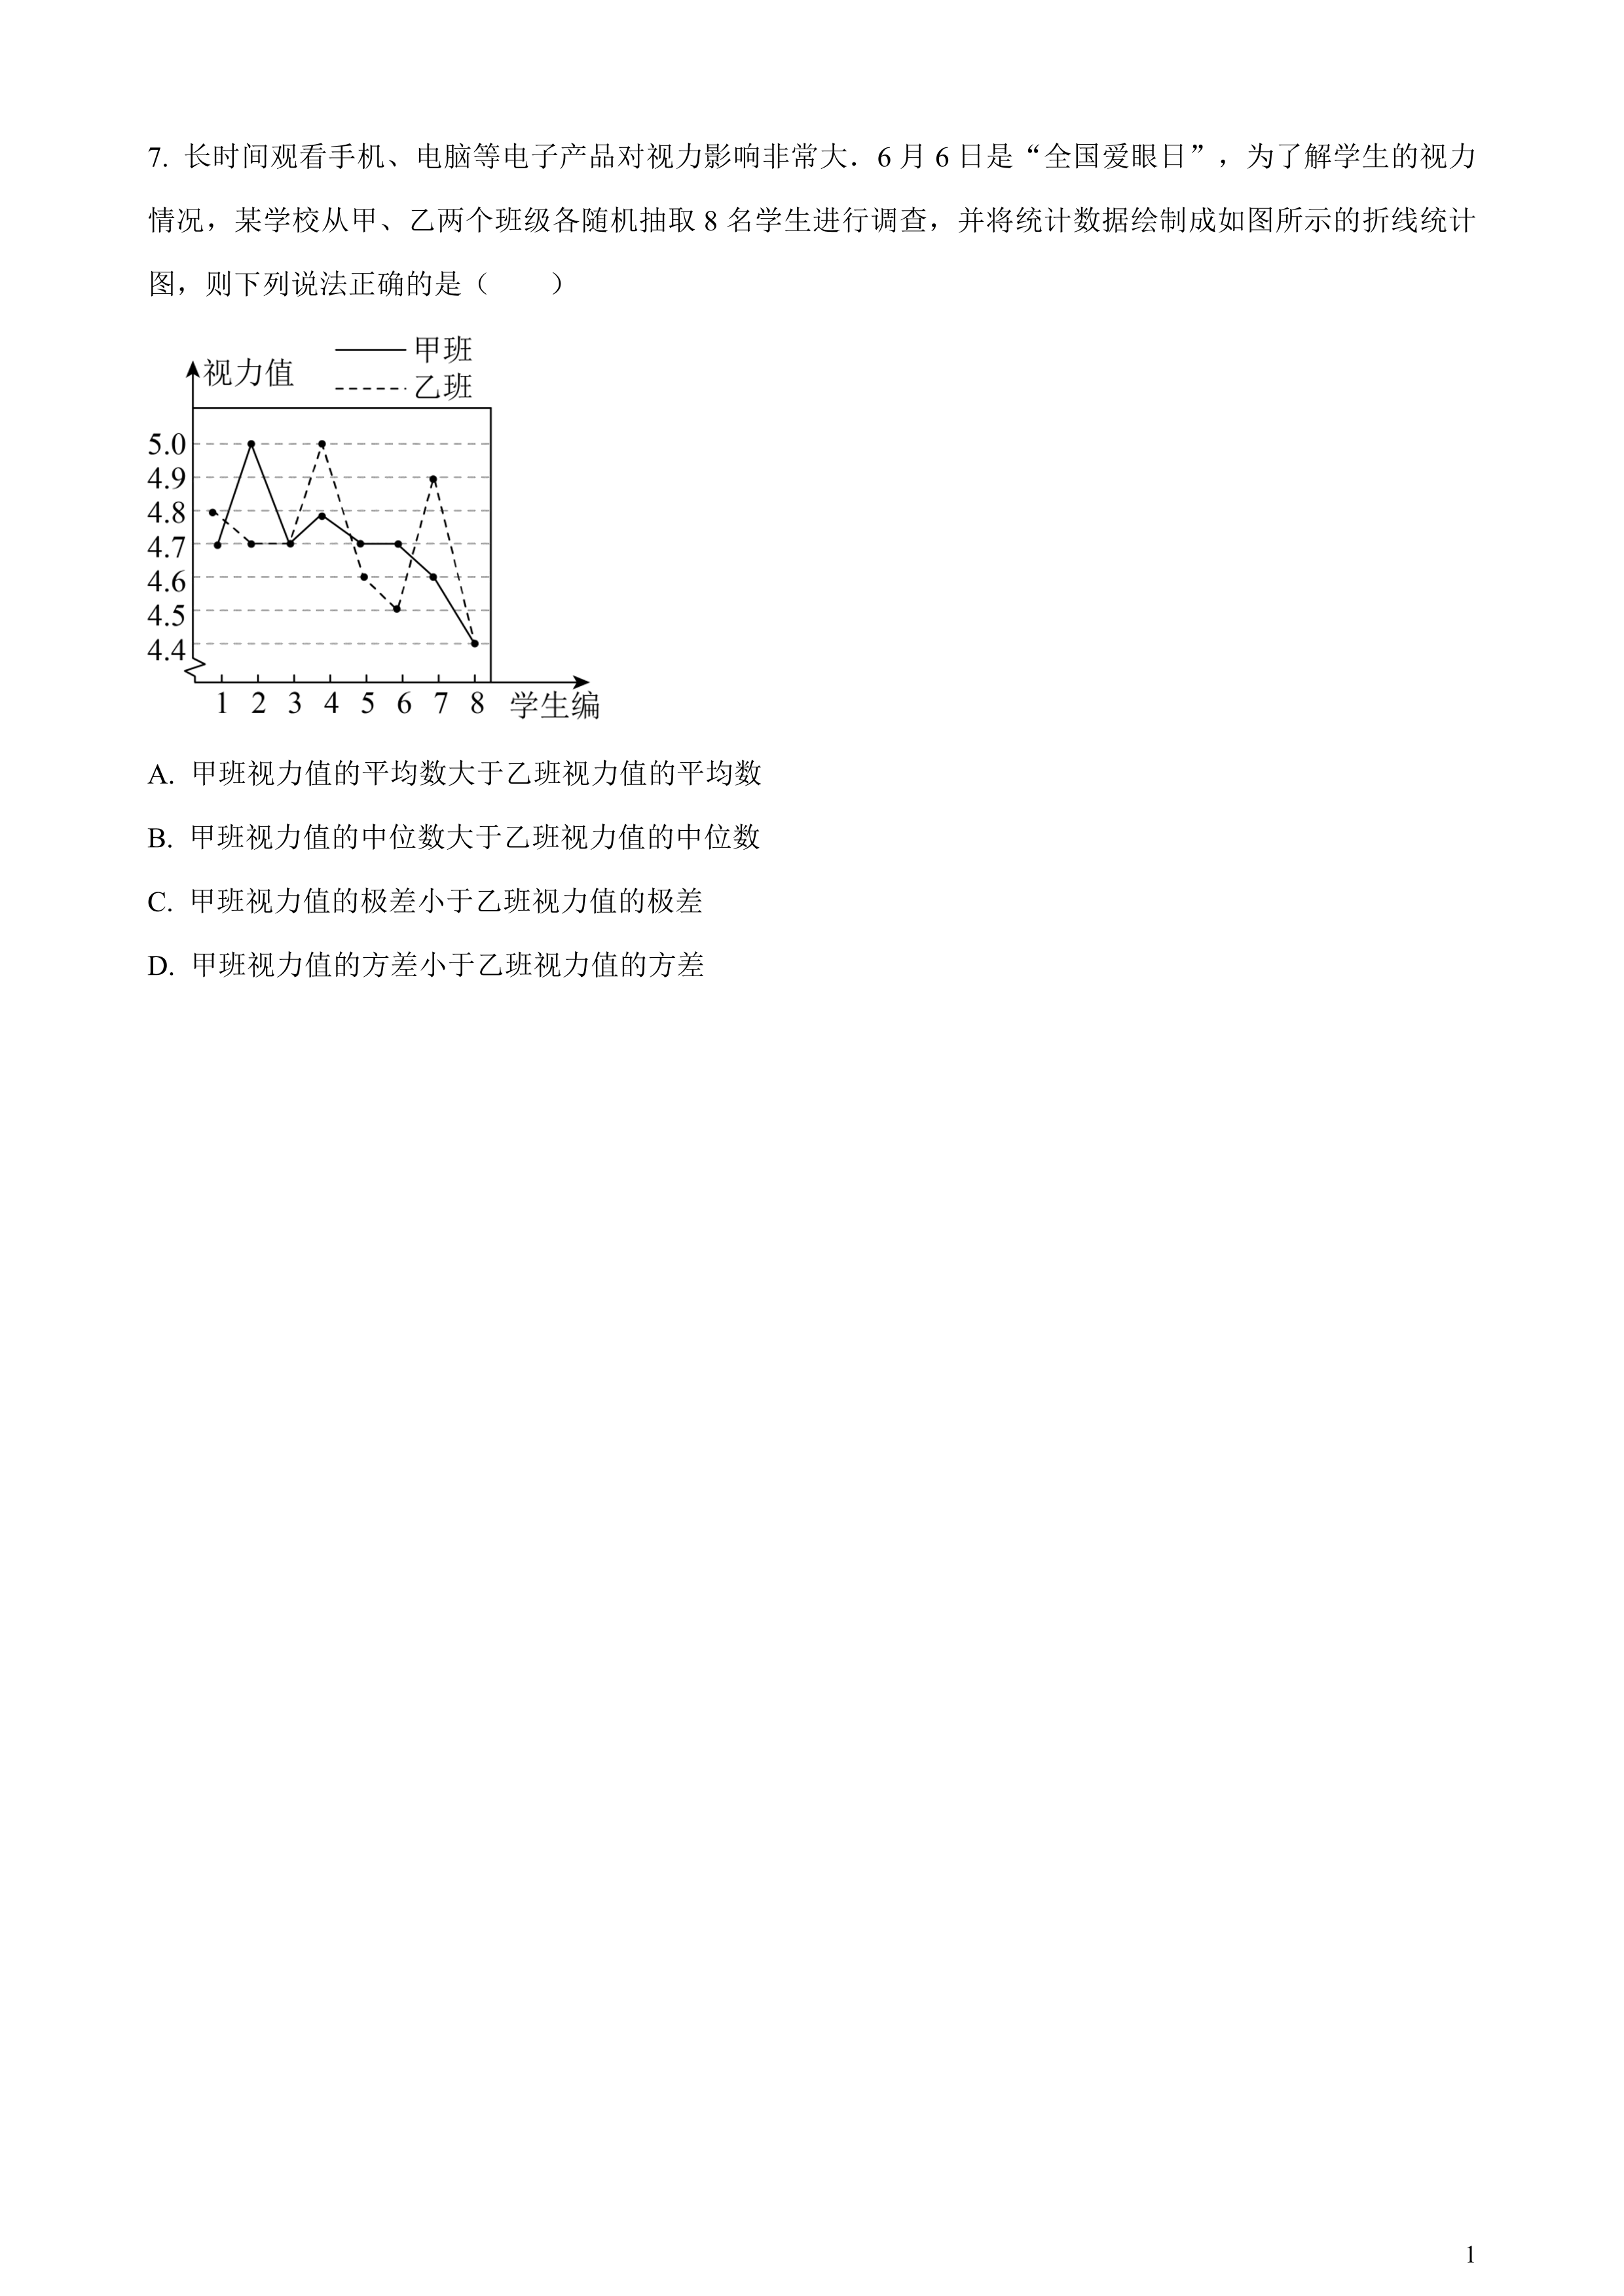 7. 长时间观看手机、电脑等电子产品对视力影响非常大．6 月 6 日是“全国爱眼日”，为了解学生的视力
情况，某学校从甲、乙两个班级各随机抽取 8 名学生进行调查，并将统计数据绘制成如图所示的折线统计
图，则下列说法正确的是（　　）
甲班
视力值
乙班
5.0
4.9
4.8
4.7
4.6
4.5
4.4
1 2 3 4 5 6 7 8 学生编
A. 甲班视力值的平均数大于乙班视力值的平均数
B. 甲班视力值的中位数大于乙班视力值的中位数
C. 甲班视力值的极差小于乙班视力值的极差
D. 甲班视力值的方差小于乙班视力值的方差
1